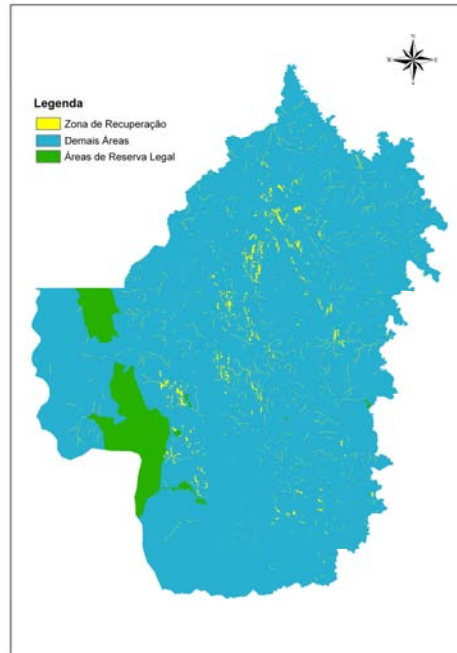 N
W
E
S
Legenda
Zona de Recuperação
Demais Áreas
Áreas de Reserva Legal